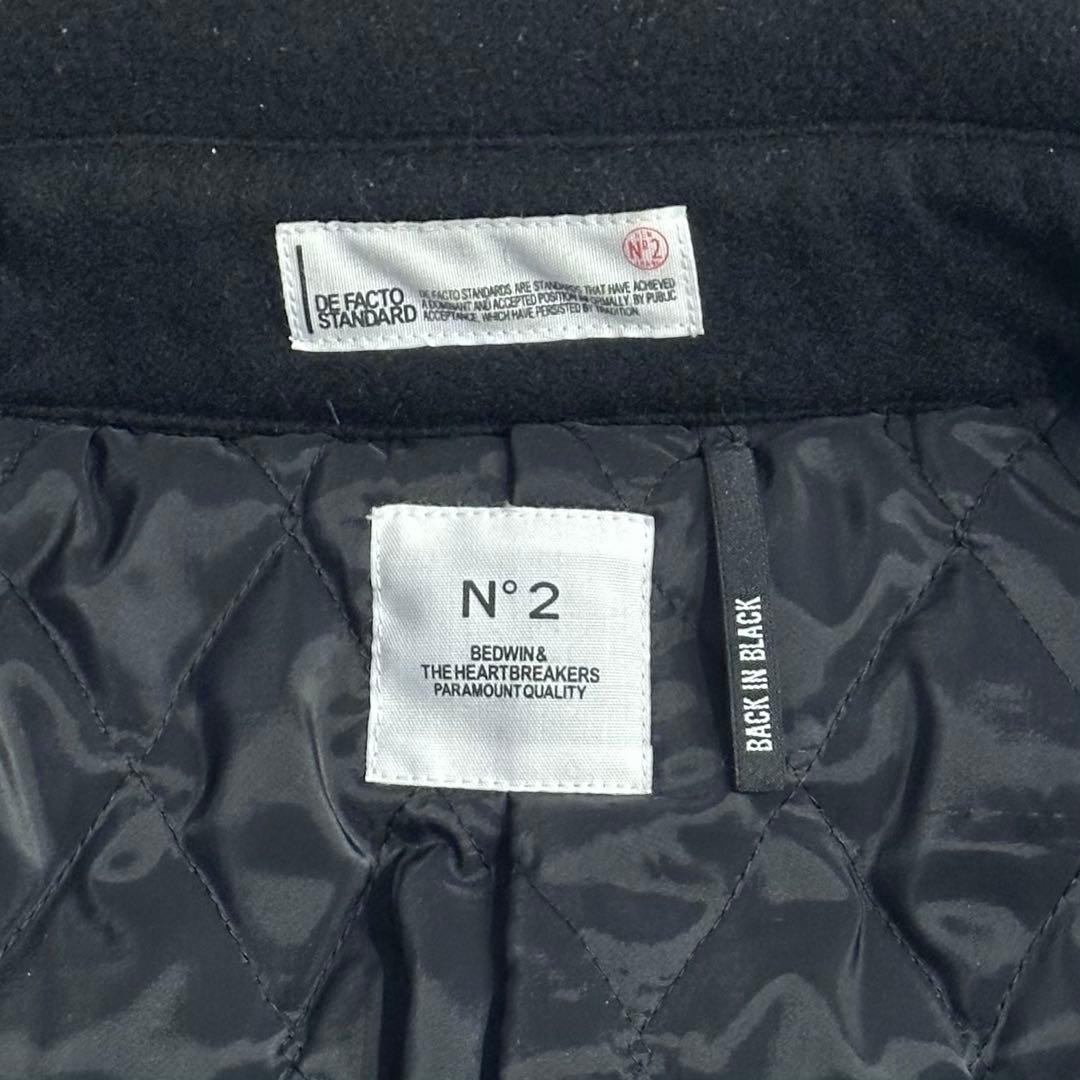 N°2
DE FACTO
STANDARD
DE FACTO STANDARDS ARE STANDARDS THAT HAVE ACHIEVED
A DOMINANT AND ACCEPTED POSITION NORMALLY, BY PUBLIC
ACCEPTANCE, WHICH HAVE PERSISTED BY TRADITION.
N° 2
BEDWIN &
THE HEARTBREAKERS
PARAMOUNT QUALITY
BACK IN BLACK